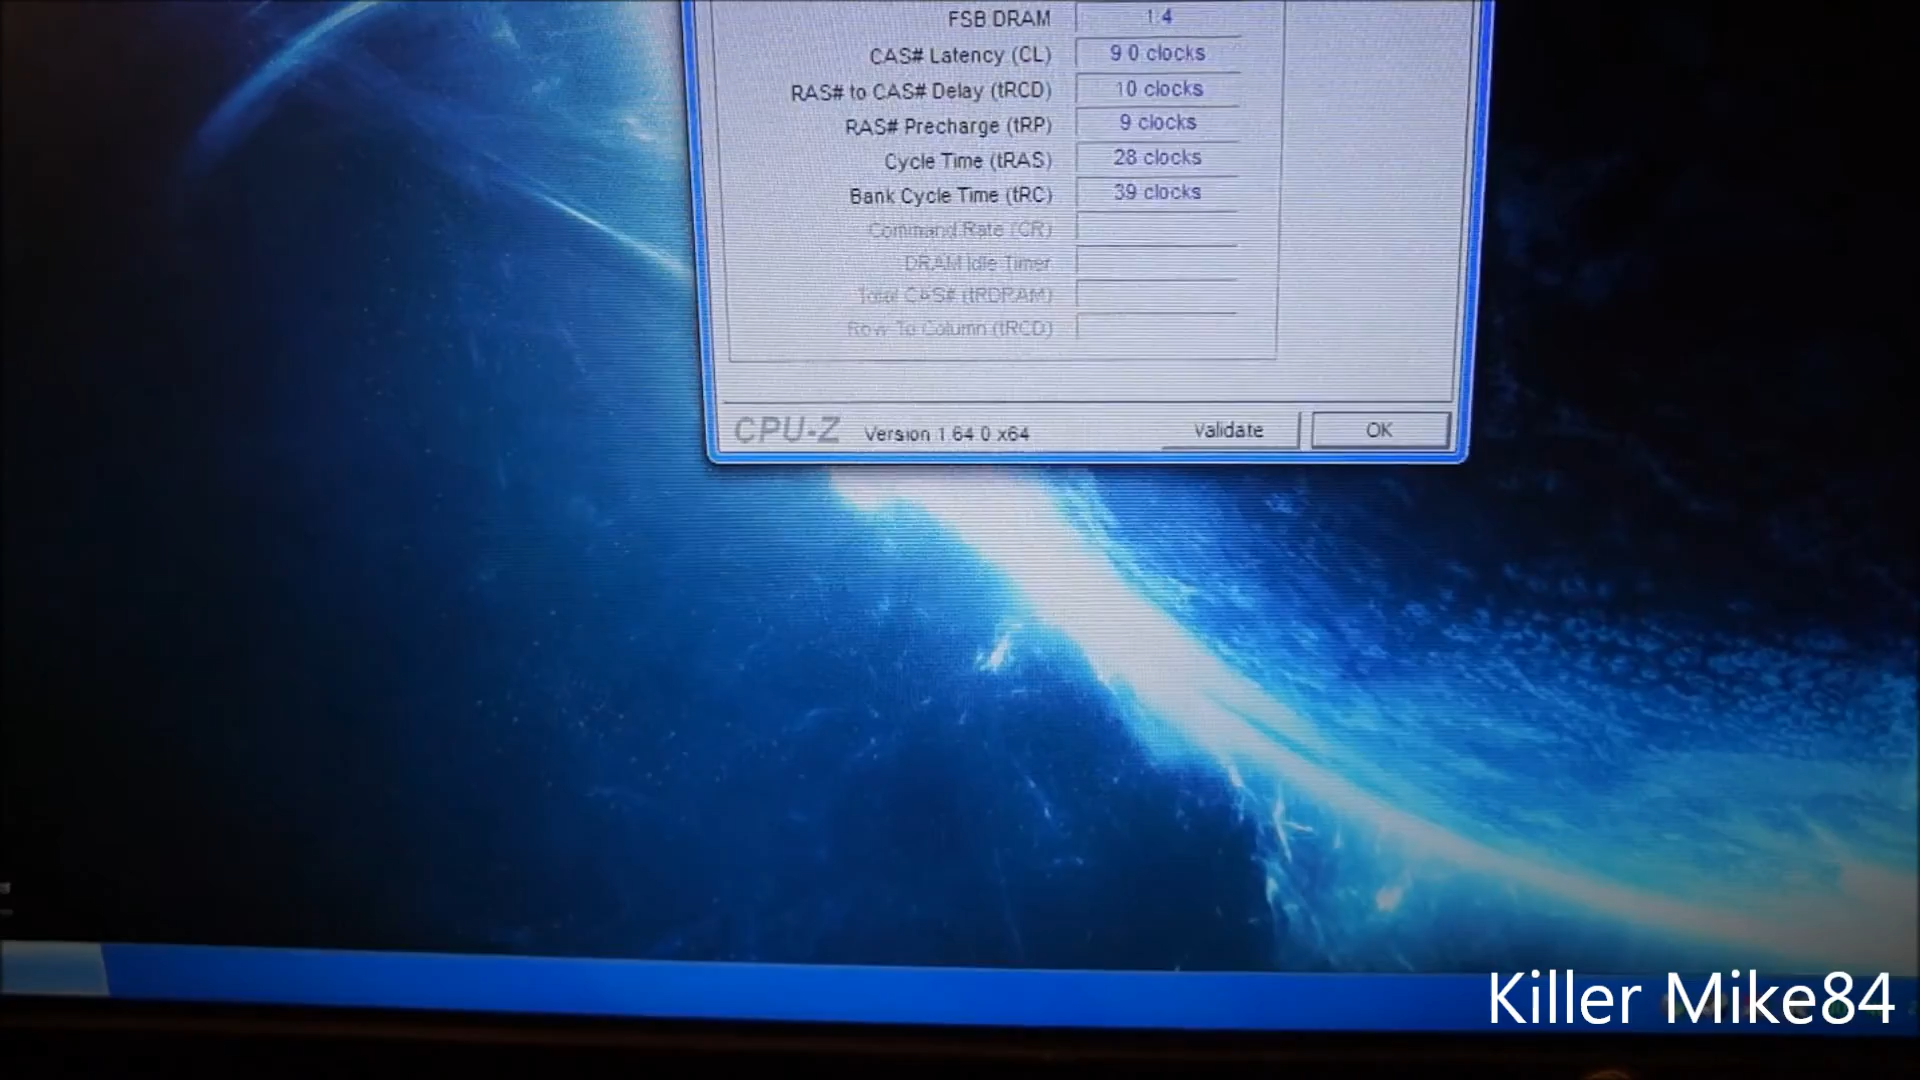 FSB:DRAM 1:4
CAS# Latency (CL) 9.0 clocks
RAS# to CAS# Delay (tRCD) 10 clocks
RAS# Precharge (tRP) 9 clocks
Cycle Time (tRAS) 28 clocks
Bank Cycle Time (tRC) 39 clocks
Command Rate (CR)
DRAM Idle Timer
Total CAS# (tRDRAM)
Row To Column (tRCD)
CPU-Z Version 1.64.0 x64 Validate OK
Killer Mike84